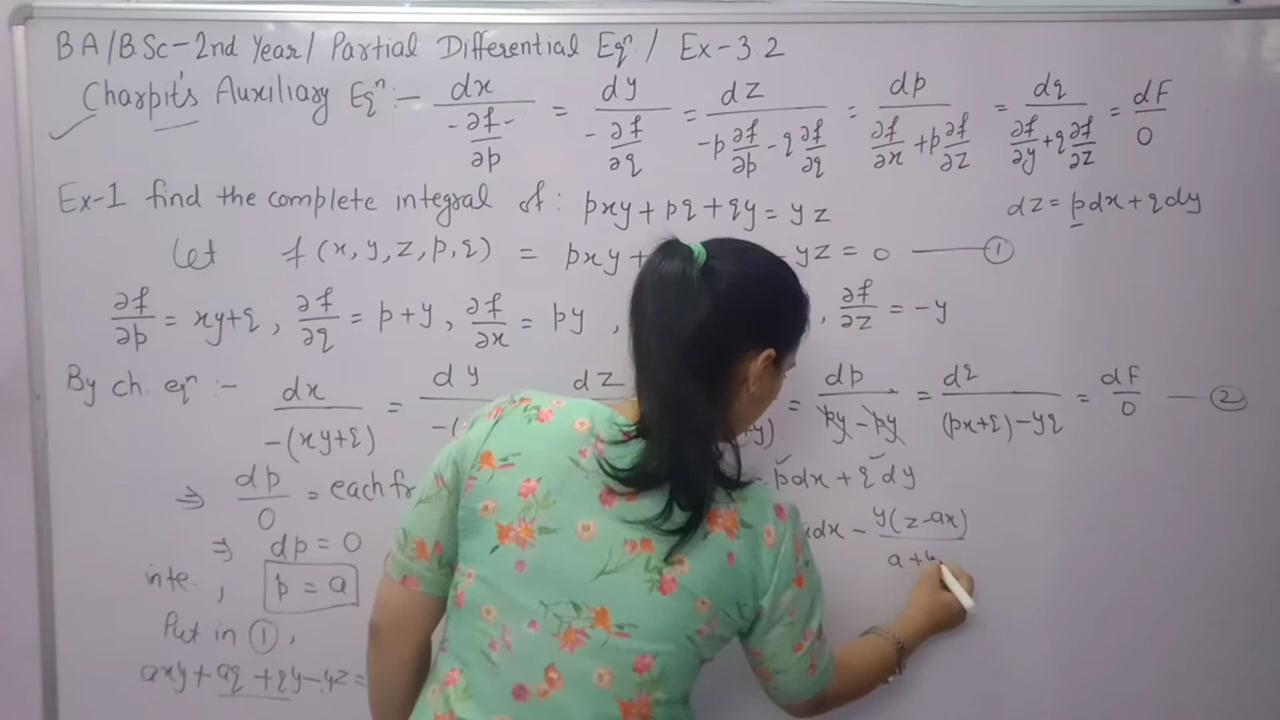 BA/B.Sc-2nd Year/ Partial Differential Eqⁿ/ Ex-3.2
Charpit's Auxiliary Eqⁿ:- dx/(-∂f/∂p) = dy/(-∂f/∂q) = dz/(-p ∂f/∂p - q ∂f/∂q) = dp/(∂f/∂x + p ∂f/∂z) = dq/(∂f/∂y + q ∂f/∂z) = dF/0
Ex-1 find the complete integral of: pxy + pq + qy = yz
dz = pdx + qdy
Let f(x, y, z, p, q) = pxy + - yz = 0 — ①
∂f/∂p = xy+q, ∂f/∂q = p+y, ∂f/∂x = py, , ∂f/∂z = -y
By ch. eqⁿ:- dx/-(xy+q) = dy/-( dz y) = dp/(py - py) = dq/((px+q) - yq) = dF/0 — ②
⇒ dp/0 = each fr
⇒ dp = 0
inte., p = a
Put in ①,
axy + aq + qy - yz =
pdx + q dy
dx - y(z-ax)/(a+y